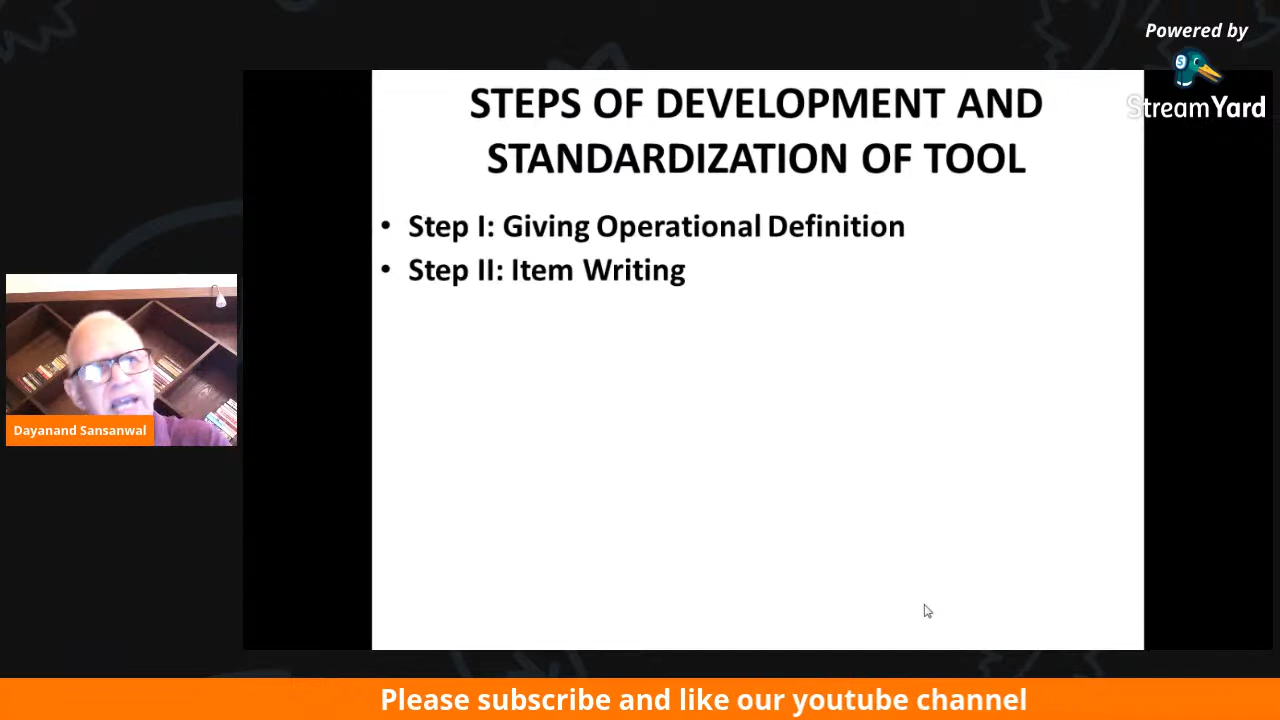 Powered by
StreamYard
STEPS OF DEVELOPMENT AND
STANDARDIZATION OF TOOL
• Step I: Giving Operational Definition
• Step II: Item Writing
Dayanand Sansanwal
Please subscribe and like our youtube channel